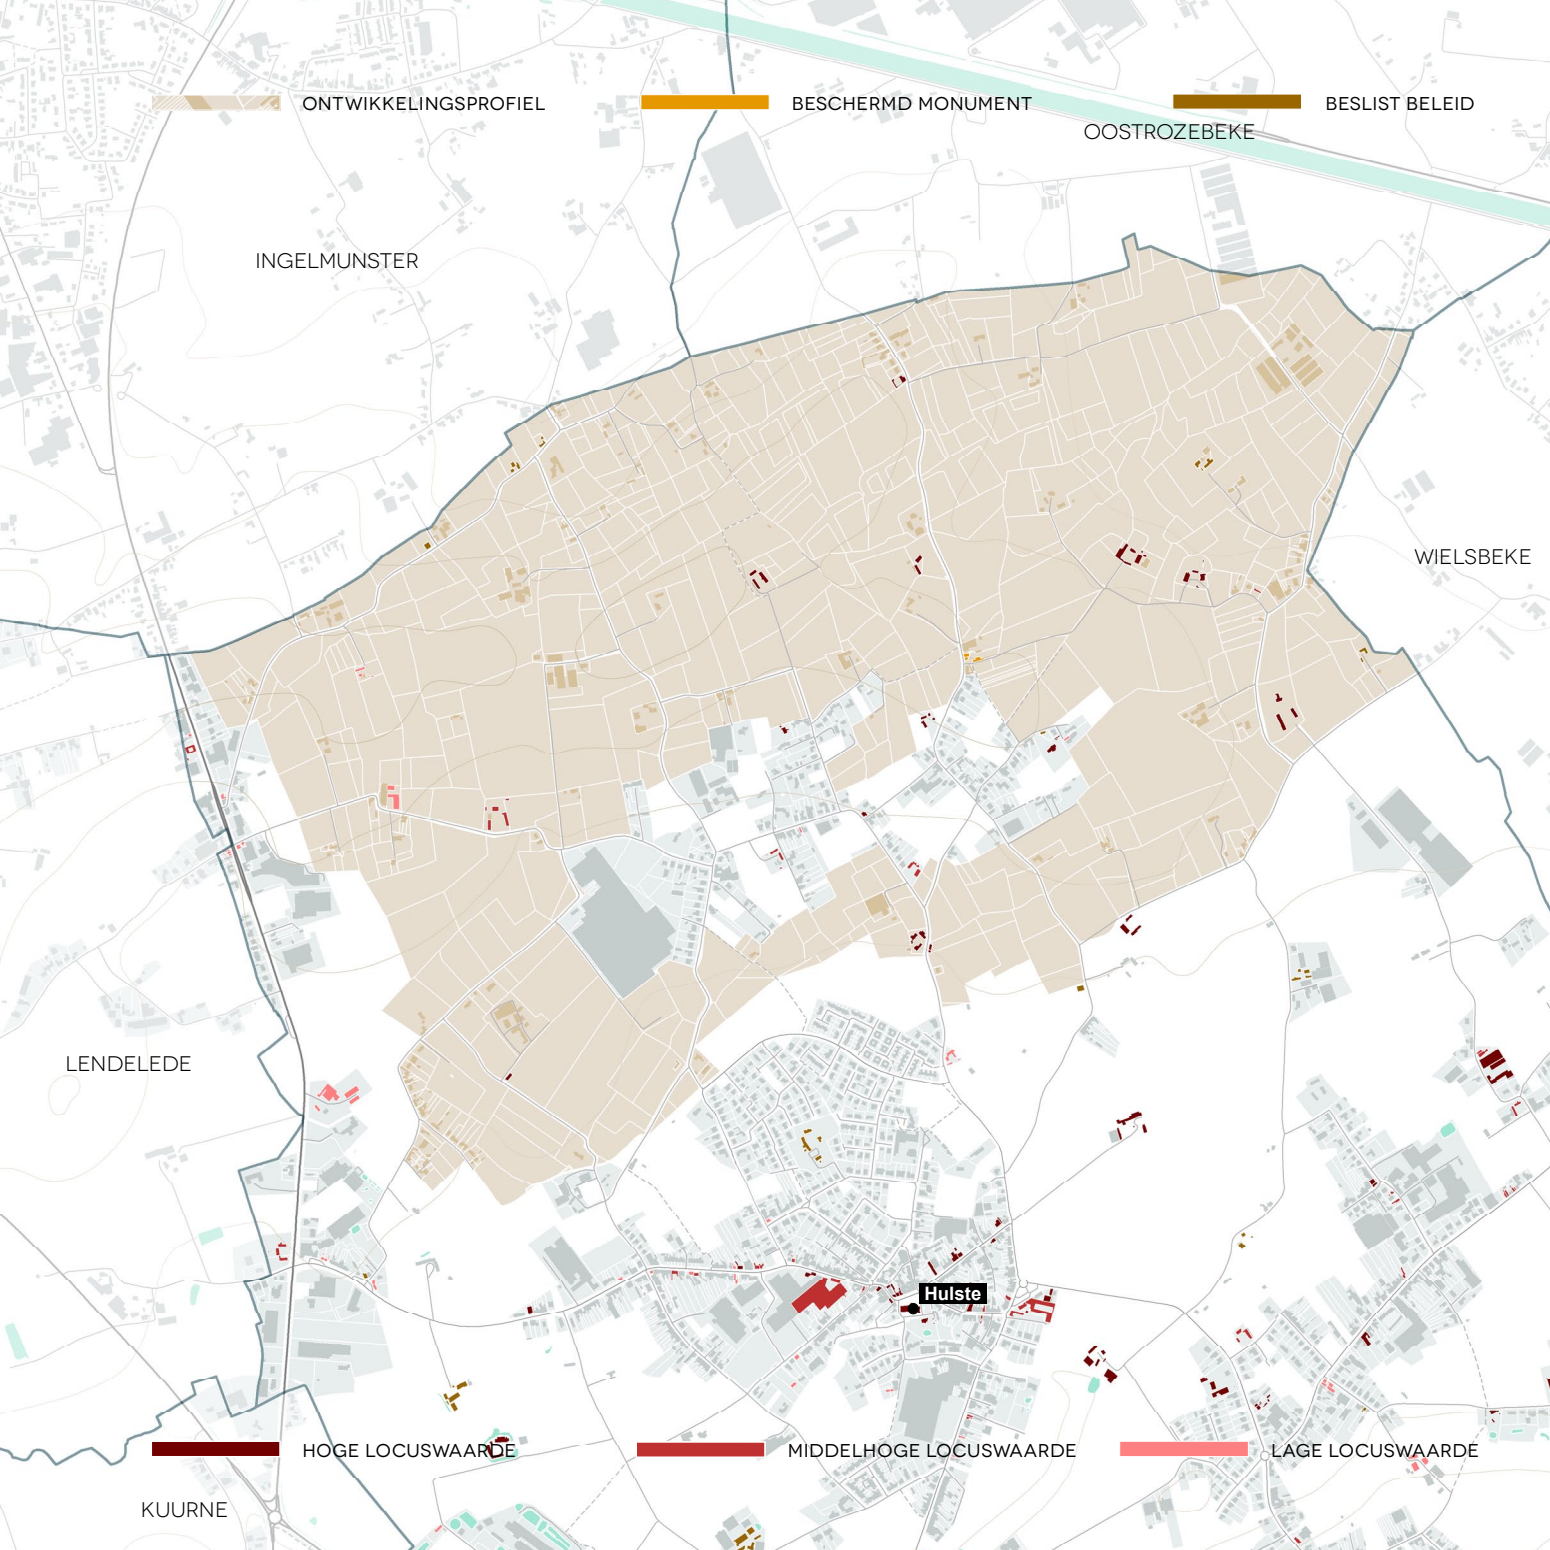 ONTWIKKELINGSPROFIEL
BESCHERMD MONUMENT
BESLIST BELEID
OOSTROZEBEKE
INGELMUNSTER
WIELSBEKE
LENDELEDE
Hulste
HOGE LOCUSWAARDE
MIDDELHOGE LOCUSWAARDE
LAGE LOCUSWAARDE
KUURNE